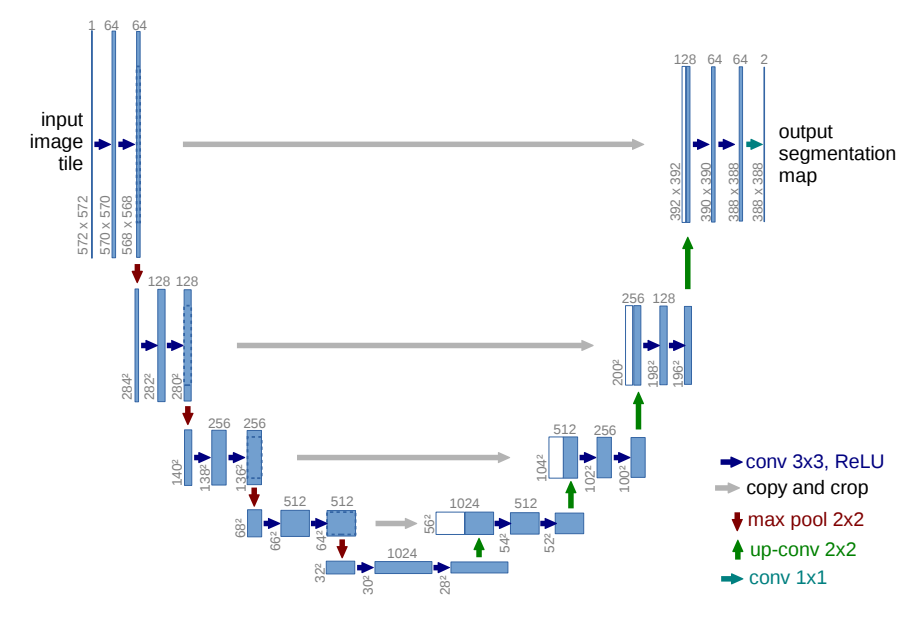 1 64 64
input
image
tile
572 x 572
570 x 570
568 x 568
128 64 64 2
output
segmentation
map
392 x 392
390 x 390
388 x 388
388 x 388
128 128
284²
282²
280²
256 128
200²
198²
196²
256 256
140²
138²
136²
512 256
104²
102²
100²
512 512
68²
66²
64²
1024 512
56²
54²
52²
1024
32²
30²
28²
conv 3x3, ReLU
copy and crop
max pool 2x2
up-conv 2x2
conv 1x1